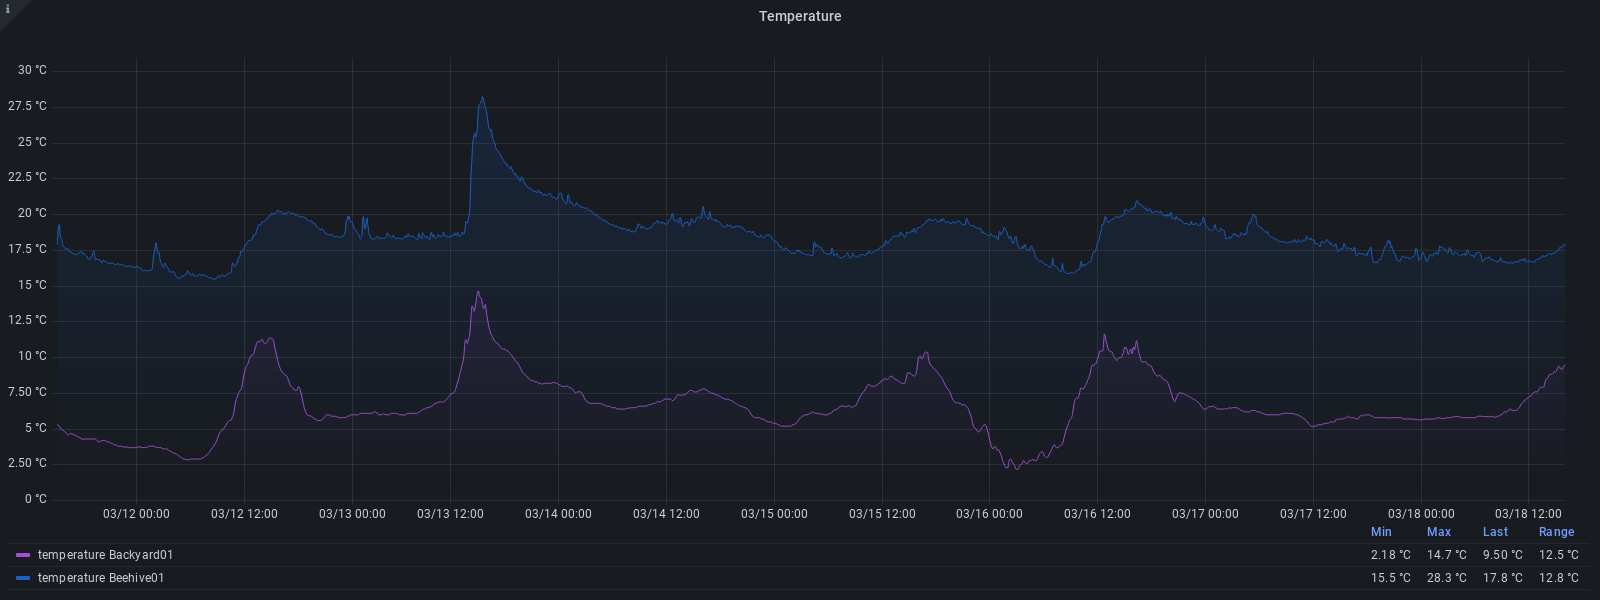 i
Temperature
30 °C
27.5 °C
25 °C
22.5 °C
20 °C
17.5 °C
15 °C
12.5 °C
10 °C
7.50 °C
5 °C
2.50 °C
0 °C
03/12 00:00 03/12 12:00 03/13 00:00 03/13 12:00 03/14 00:00 03/14 12:00 03/15 00:00 03/15 12:00 03/16 00:00 03/16 12:00 03/17 00:00 03/17 12:00 03/18 00:00 03/18 12:00
Min Max Last Range
temperature Backyard01 2.18 °C 14.7 °C 9.50 °C 12.5 °C
temperature Beehive01 15.5 °C 28.3 °C 17.8 °C 12.8 °C